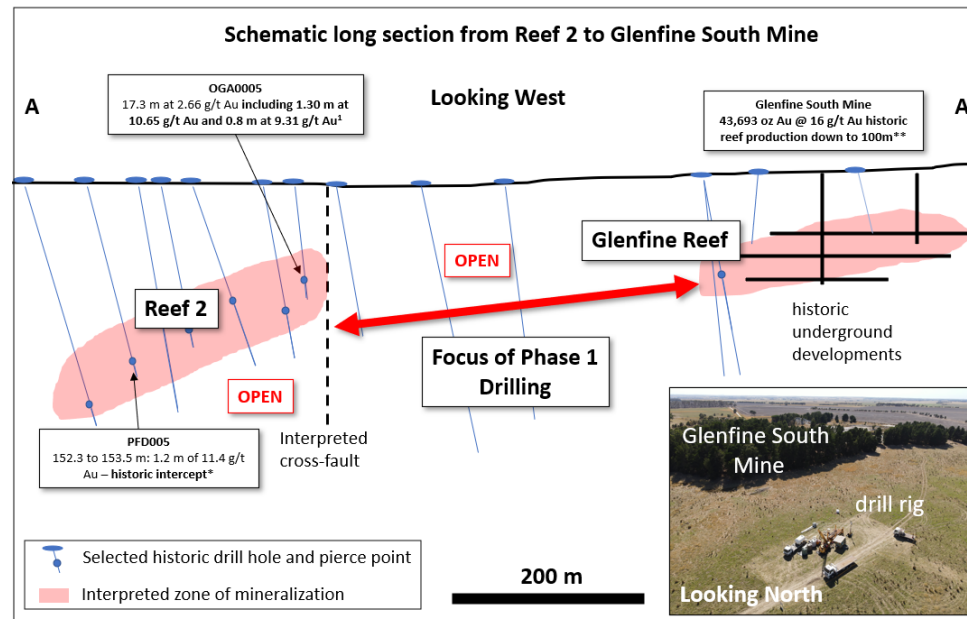 Schematic long section from Reef 2 to Glenfine South Mine
OGA0005
17.3 m at 2.66 g/t Au including 1.30 m at
10.65 g/t Au and 0.8 m at 9.31 g/t Au¹
A
Looking West
Glenfine South Mine
43,693 oz Au @ 16 g/t Au historic
reef production down to 100m**
A
Glenfine Reef
OPEN
Reef 2
historic
underground
developments
Focus of Phase 1
Drilling
OPEN
PFD005
152.3 to 153.5 m: 1.2 m of 11.4 g/t
Au – historic intercept*
Interpreted
cross-fault
Glenfine South
Mine
drill rig
Looking North
Selected historic drill hole and pierce point
Interpreted zone of mineralization
200 m